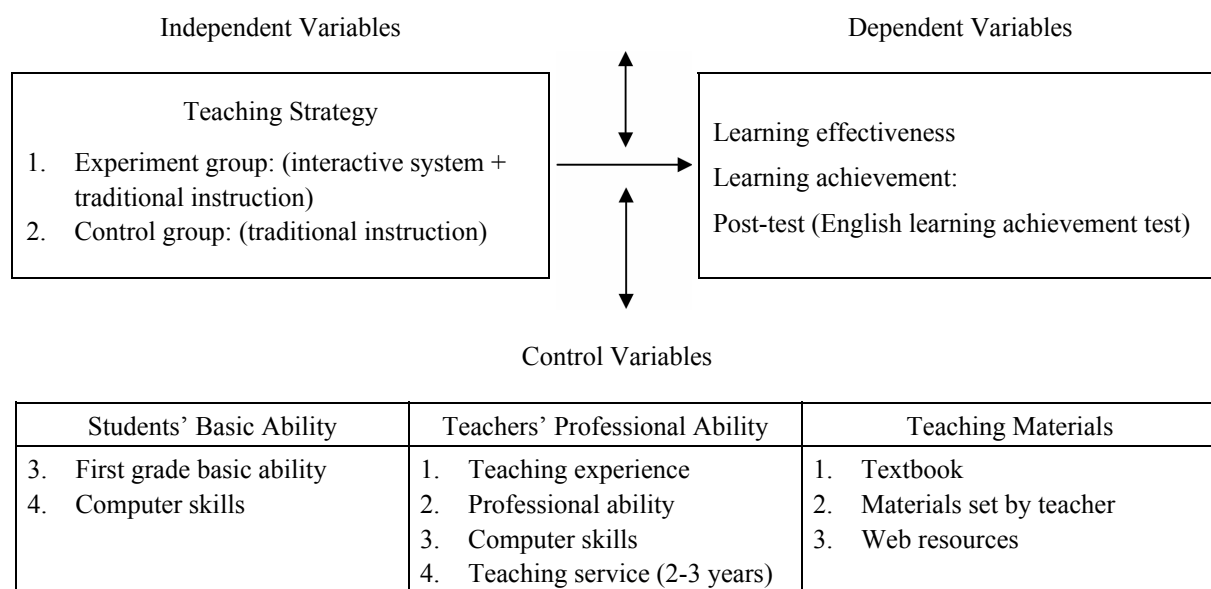 Independent Variables
Dependent Variables
Teaching Strategy
1. Experiment group: (interactive system +
traditional instruction)
2. Control group: (traditional instruction)
Learning effectiveness
Learning achievement:
Post-test (English learning achievement test)
Control Variables
Students’ Basic Ability
3. First grade basic ability
4. Computer skills
Teachers’ Professional Ability
1. Teaching experience
2. Professional ability
3. Computer skills
4. Teaching service (2-3 years)
Teaching Materials
1. Textbook
2. Materials set by teacher
3. Web resources